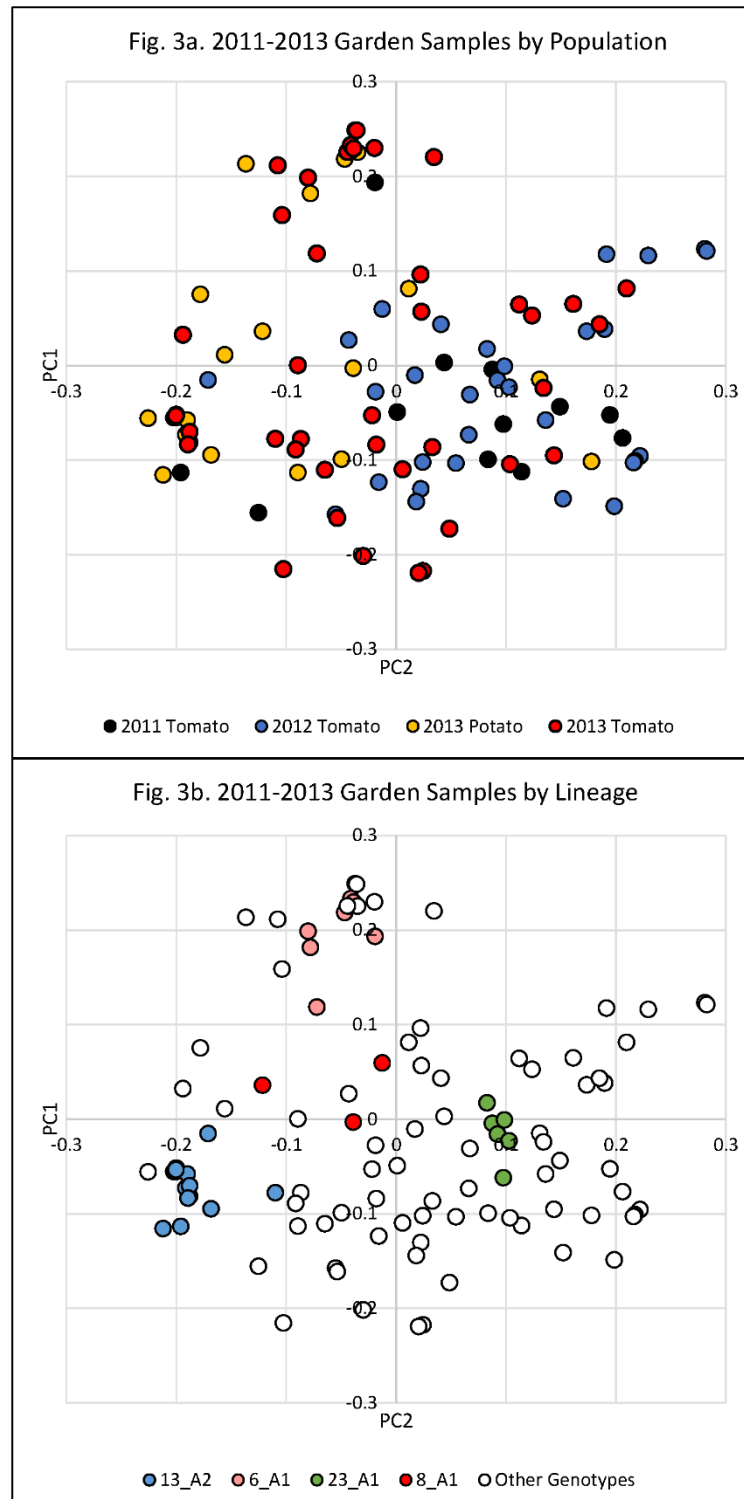 Fig. 3a. 2011-2013 Garden Samples by Population
0.3
0.2
0.1
0
-0.1
-0.2
-0.3
-0.3 -0.2 -0.1 0 0.1 0.2 0.3
PC1
PC2
2011 Tomato 2012 Tomato 2013 Potato 2013 Tomato
Fig. 3b. 2011-2013 Garden Samples by Lineage
0.3
0.2
0.1
0
-0.1
-0.2
-0.3
-0.3 -0.2 -0.1 0 0.1 0.2 0.3
PC1
PC2
13_A2 6_A1 23_A1 8_A1 Other Genotypes